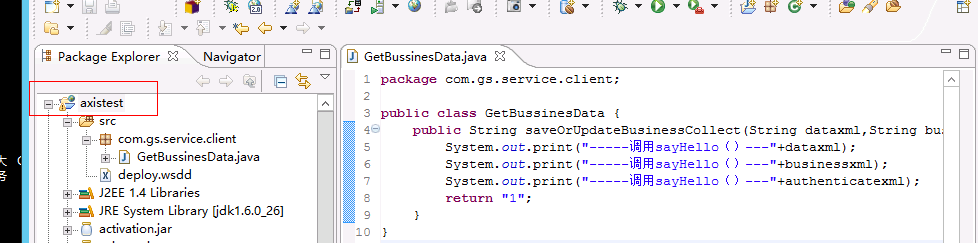 Package Explorer
Navigator
axistest
src
com.gs.service.client
GetBussinesData.java
deploy.wsdd
J2EE 1.4 Libraries
JRE System Library [jdk1.6.0_26]
activation.jar
大
务
GetBussinesData.java
1 package com.gs.service.client;
2
3 public class GetBussinesData {
4 public String saveOrUpdateBusinessCollect(String dataxml,String bu
5 System.out.print("-----调用sayHello（）---"+dataxml);
6 System.out.print("-----调用sayHello（）---"+businessxml);
7 System.out.print("-----调用sayHello（）---"+authenticatexml);
8 return "1";
9 }
10 }